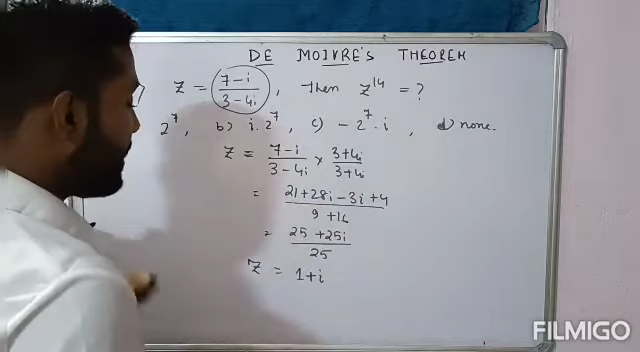 DE MOIVRE'S THEOREM
Z = (7-i)/(3-4i), then z^14 = ?
2^7, b) i.2^7, c) -2^7.i, d) none.
Z = (7-i)/(3-4i) × (3+4i)/(3+4i)
= (21+28i-3i+4)/(9+16)
= (25+25i)/25
Z = 1+i
FILMIGO